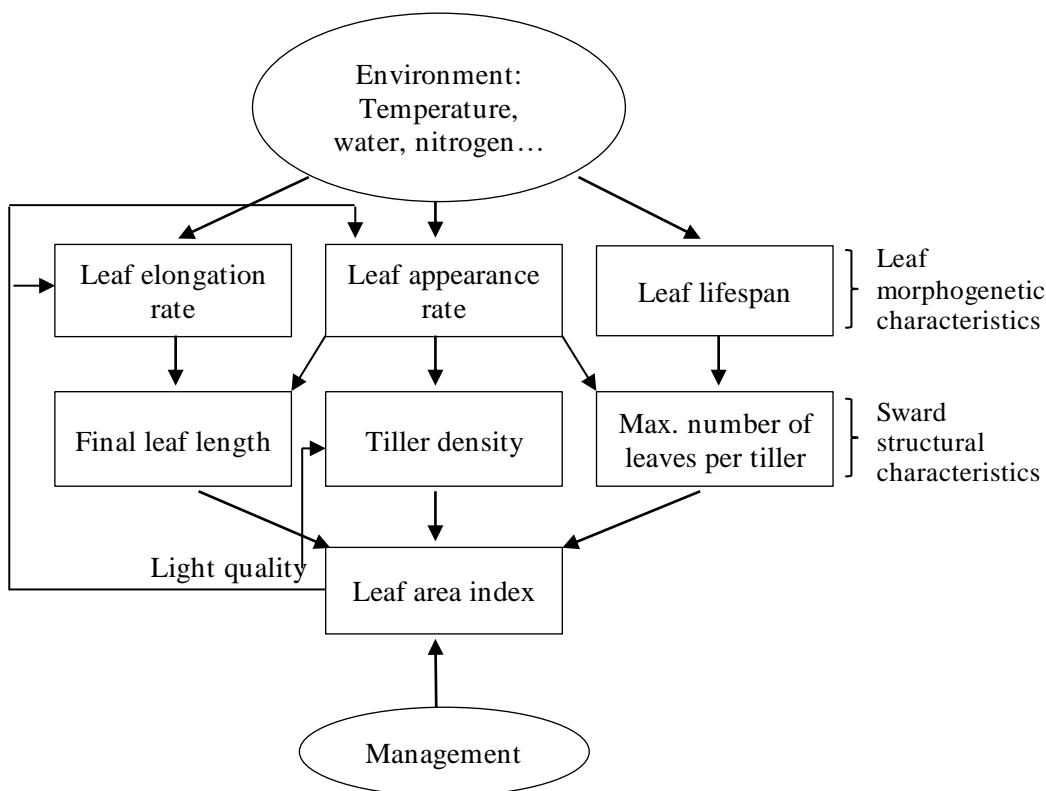 Environment:
Temperature,
water, nitrogen…
Leaf elongation
rate
Leaf appearance
rate
Leaf lifespan
Leaf
morphogenetic
characteristics
Final leaf length
Tiller density
Max. number of
leaves per tiller
Sward
structural
characteristics
Light quality
Leaf area index
Management